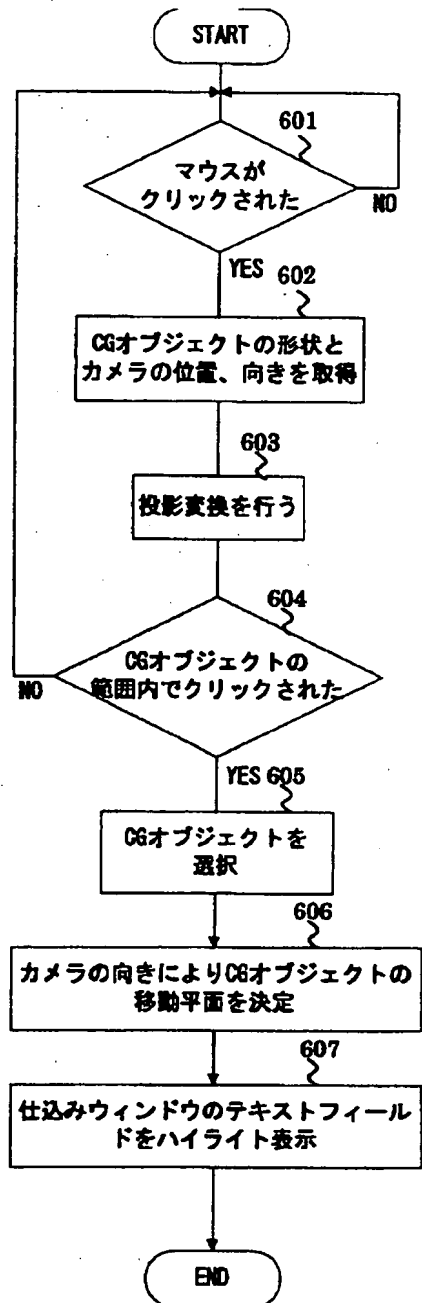 START
601
マウスが
クリックされた
NO
YES 602
CGオブジェクトの形状と
カメラの位置、向きを取得
603
投影変換を行う
604
CGオブジェクトの
範囲内でクリックされた
NO
YES 605
CGオブジェクトを
選択
606
カメラの向きによりCGオブジェクトの
移動平面を決定
607
仕込みウィンドウのテキストフィール
ドをハイライト表示
END